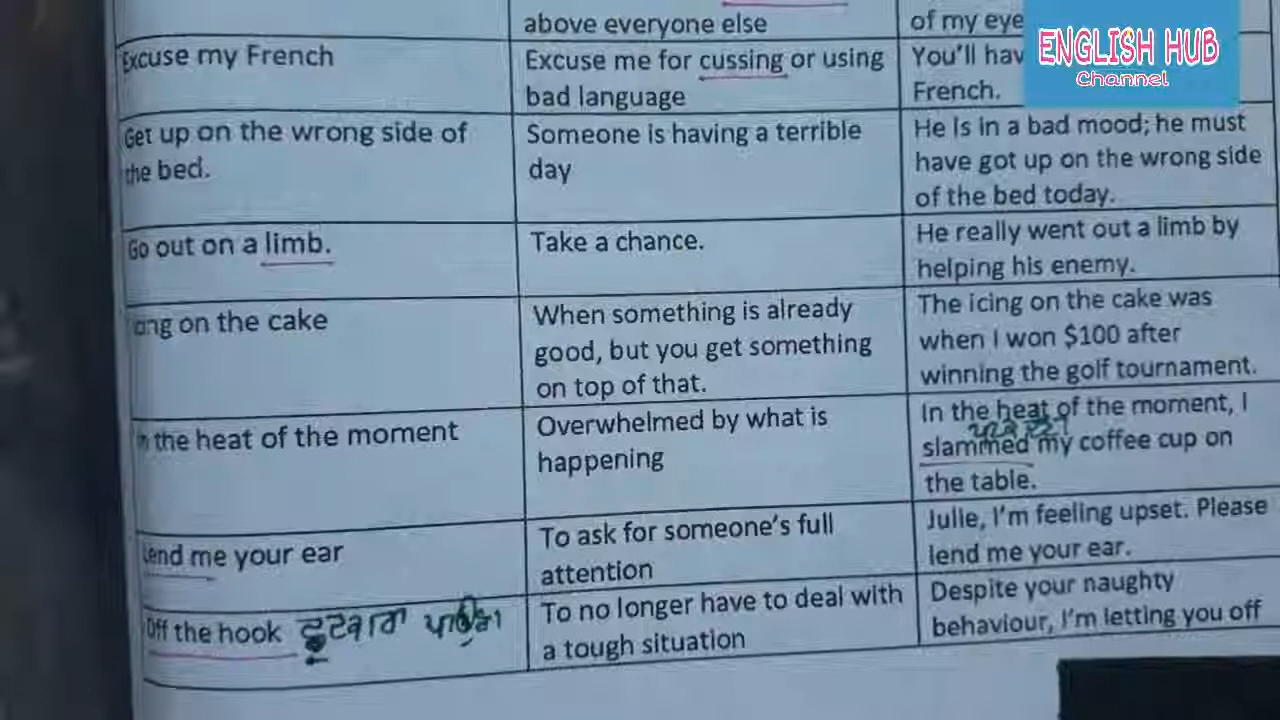 above everyone else
of my eye
ENGLISH HUB
Channel
Excuse my French
Excuse me for cussing or using
bad language
You'll hav
French.
Get up on the wrong side of
the bed.
Someone is having a terrible
day
He is in a bad mood; he must
have got up on the wrong side
of the bed today.
Go out on a limb.
Take a chance.
He really went out a limb by
helping his enemy.
ong on the cake
When something is already
good, but you get something
on top of that.
The icing on the cake was
when I won $100 after
winning the golf tournament.
In the heat of the moment
Overwhelmed by what is
happening
In the heat of the moment, I
slammed my coffee cup on
the table.
Lend me your ear
To ask for someone's full
attention
Julie, I'm feeling upset. Please
lend me your ear.
Off the hook ਛੁਟਕਾਰਾ ਪਾਉਣਾ
To no longer have to deal with
a tough situation
Despite your naughty
behaviour, I'm letting you off